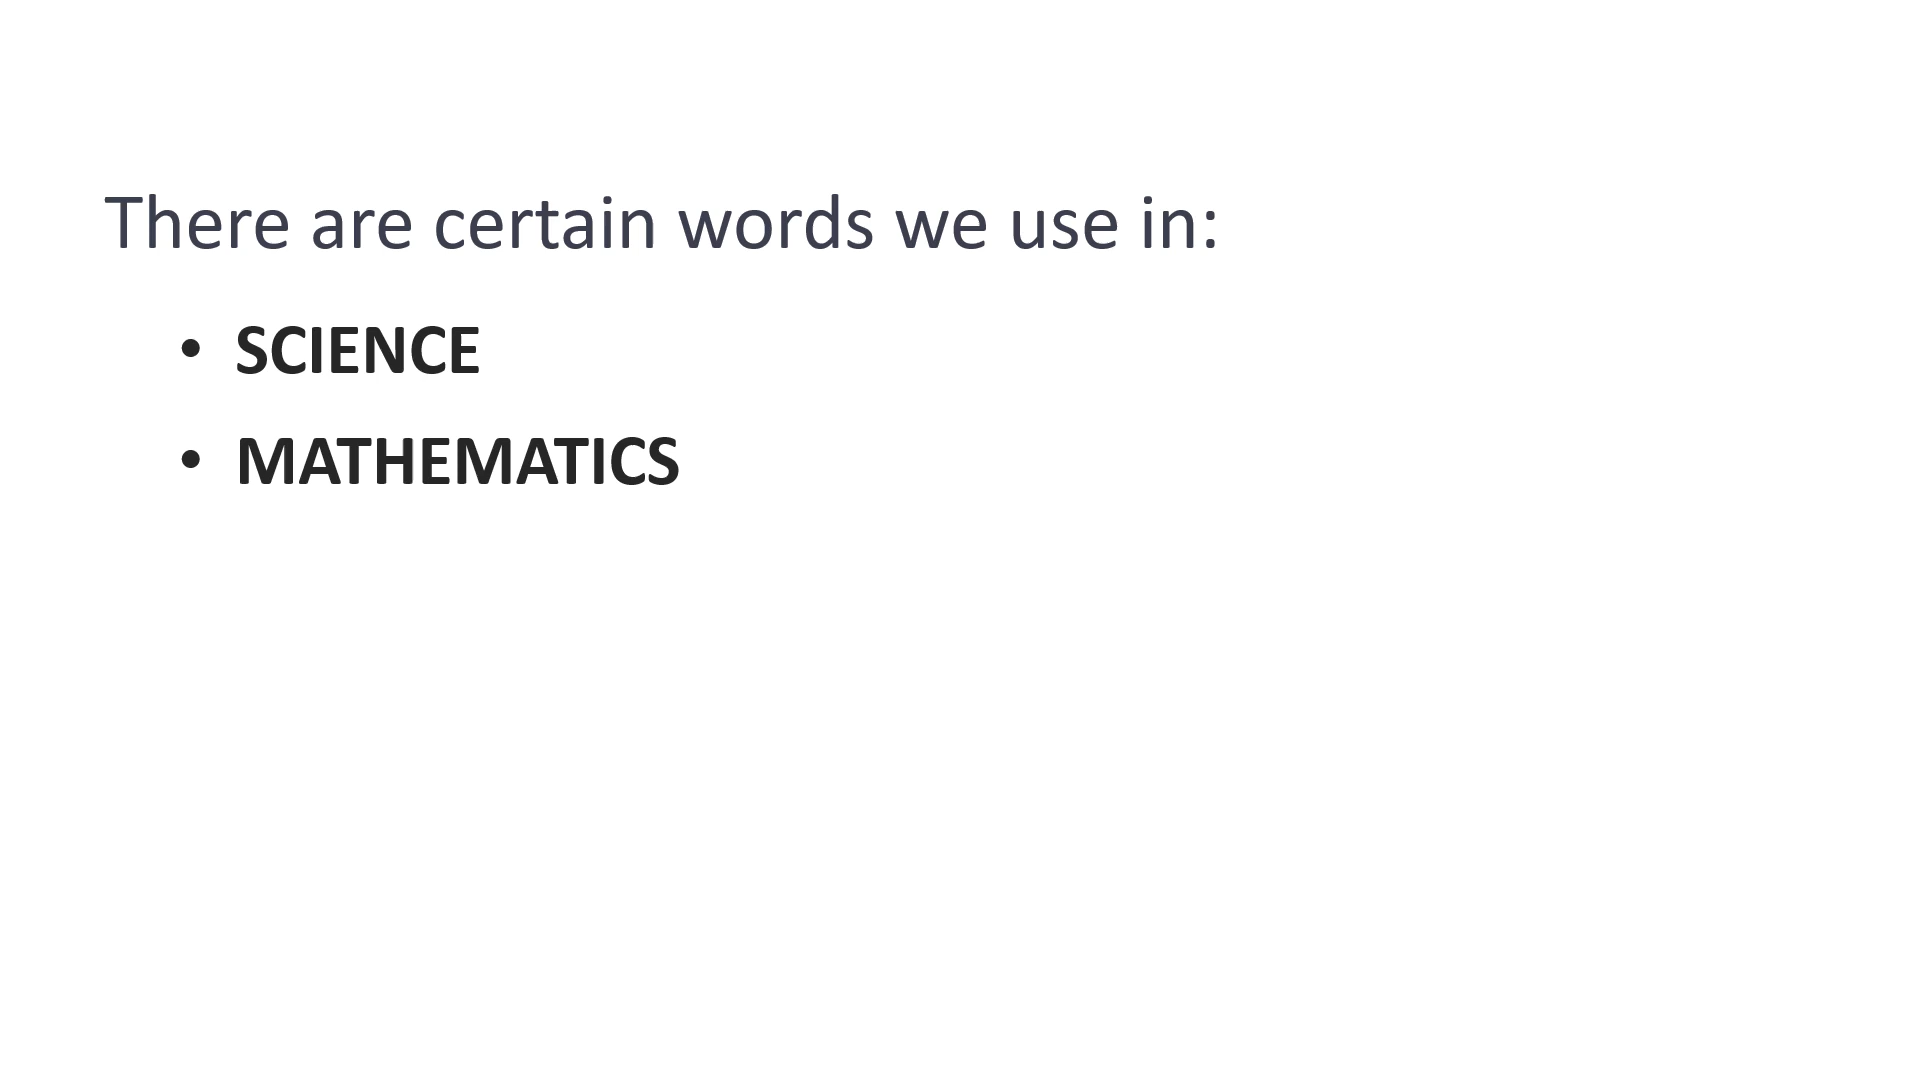 There are certain words we use in:
• SCIENCE
• MATHEMATICS